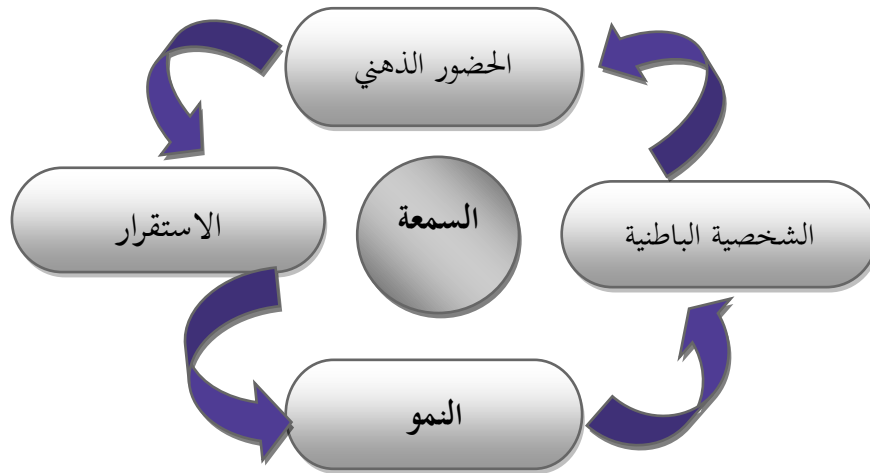 الحضور الذهني
الشخصية الباطنية
السمعة
الاستقرار
النمو